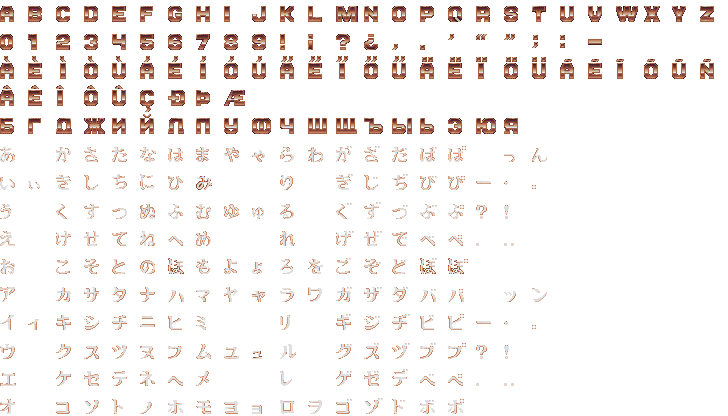 A B C D E F G H I J K L M N O P Q R S T U V W X Y Z
0 1 2 3 4 5 6 7 8 9 ! ¡ ? ¿ , . ' “ ” ; : –
À È Ì Ò Ù Á É Í Ó Ú Ä Ë Ï Ö Ü
Â Ê Î Ô Û Ç Ð Þ Æ
Б Г Д Ж И Й Л П У Ф Ч Ш Щ Ъ Ы Ь Э Ю Я
あ か さ た な は ま や ゃ ら わ が ざ だ ば ぱ っ ん
い ぃ き し ち に ひ み り ぎ じ ぢ び ぴ ー ・ 。
う く す つ ぬ ふ む ゆ ゅ ろ ぐ ず づ ぶ ぷ ? !
え け せ て ね へ め れ げ ぜ で べ ぺ . ..
お こ そ と の ほ も よ ょ ろ を ご ぞ ど ぼ ぽ
ア カ サ タ ナ ハ マ ヤ ャ ラ ワ ガ ザ ダ バ パ ッ ン
イ ィ キ シ チ ニ ヒ ミ リ ギ ジ ヂ ビ ピ ー ・ 。
ウ ク ス ツ ヌ フ ム ユ ュ ル グ ズ ヅ ブ プ ? !
エ ケ セ テ ネ ヘ メ レ ゲ ゼ デ ベ ペ . ..
オ コ ソ ト ノ ホ モ ヨ ョ ロ ヲ ゴ ゾ ド ボ ポ